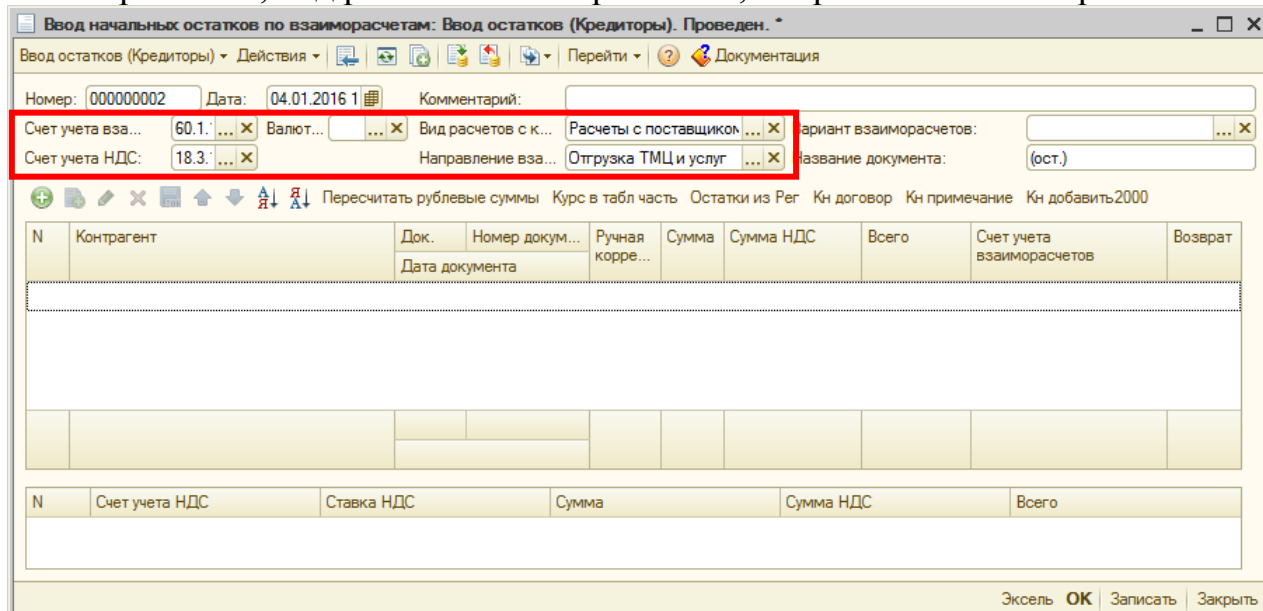 Ввод начальных остатков по взаиморасчетам: Ввод остатков (Кредиторы). Проведен. *
Ввод остатков (Кредиторы) Действия Перейти Документация
Номер: 000000002 Дата: 04.01.2016 1 Комментарий:
Счет учета вза... 60.1. ... Валют... ... Вид расчетов с к... Расчеты с поставщиком ... Вариант взаиморасчетов: ...
Счет учета НДС: 18.3. ... Направление вза... Отгрузка ТМЦ и услуг ... Название документа: (ост.)
Пересчитать рублевые суммы Курс в табл часть Остатки из Рег Кн договор Кн примечание Кн добавить2000
N Контрагент Док. Номер докум... Ручная корре... Сумма Сумма НДС Всего Счет учета взаиморасчетов Возврат
Дата документа
N Счет учета НДС Ставка НДС Сумма Сумма НДС Всего
Эксель OK Записать Закрыть